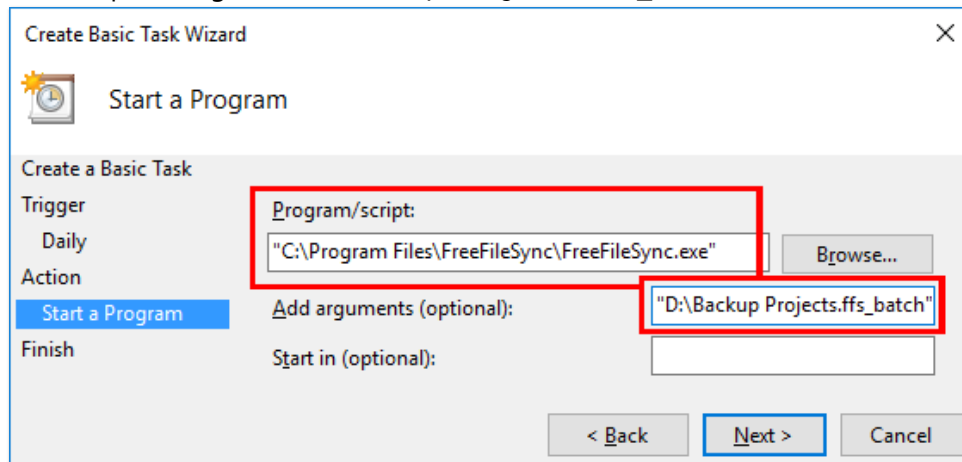 Create Basic Task Wizard
Start a Program
Create a Basic Task
Trigger
Daily
Action
Start a Program
Finish
Program/script:
"C:\Program Files\FreeFileSync\FreeFileSync.exe"
Browse...
Add arguments (optional):
"D:\Backup Projects.ffs_batch"
Start in (optional):
< Back
Next >
Cancel